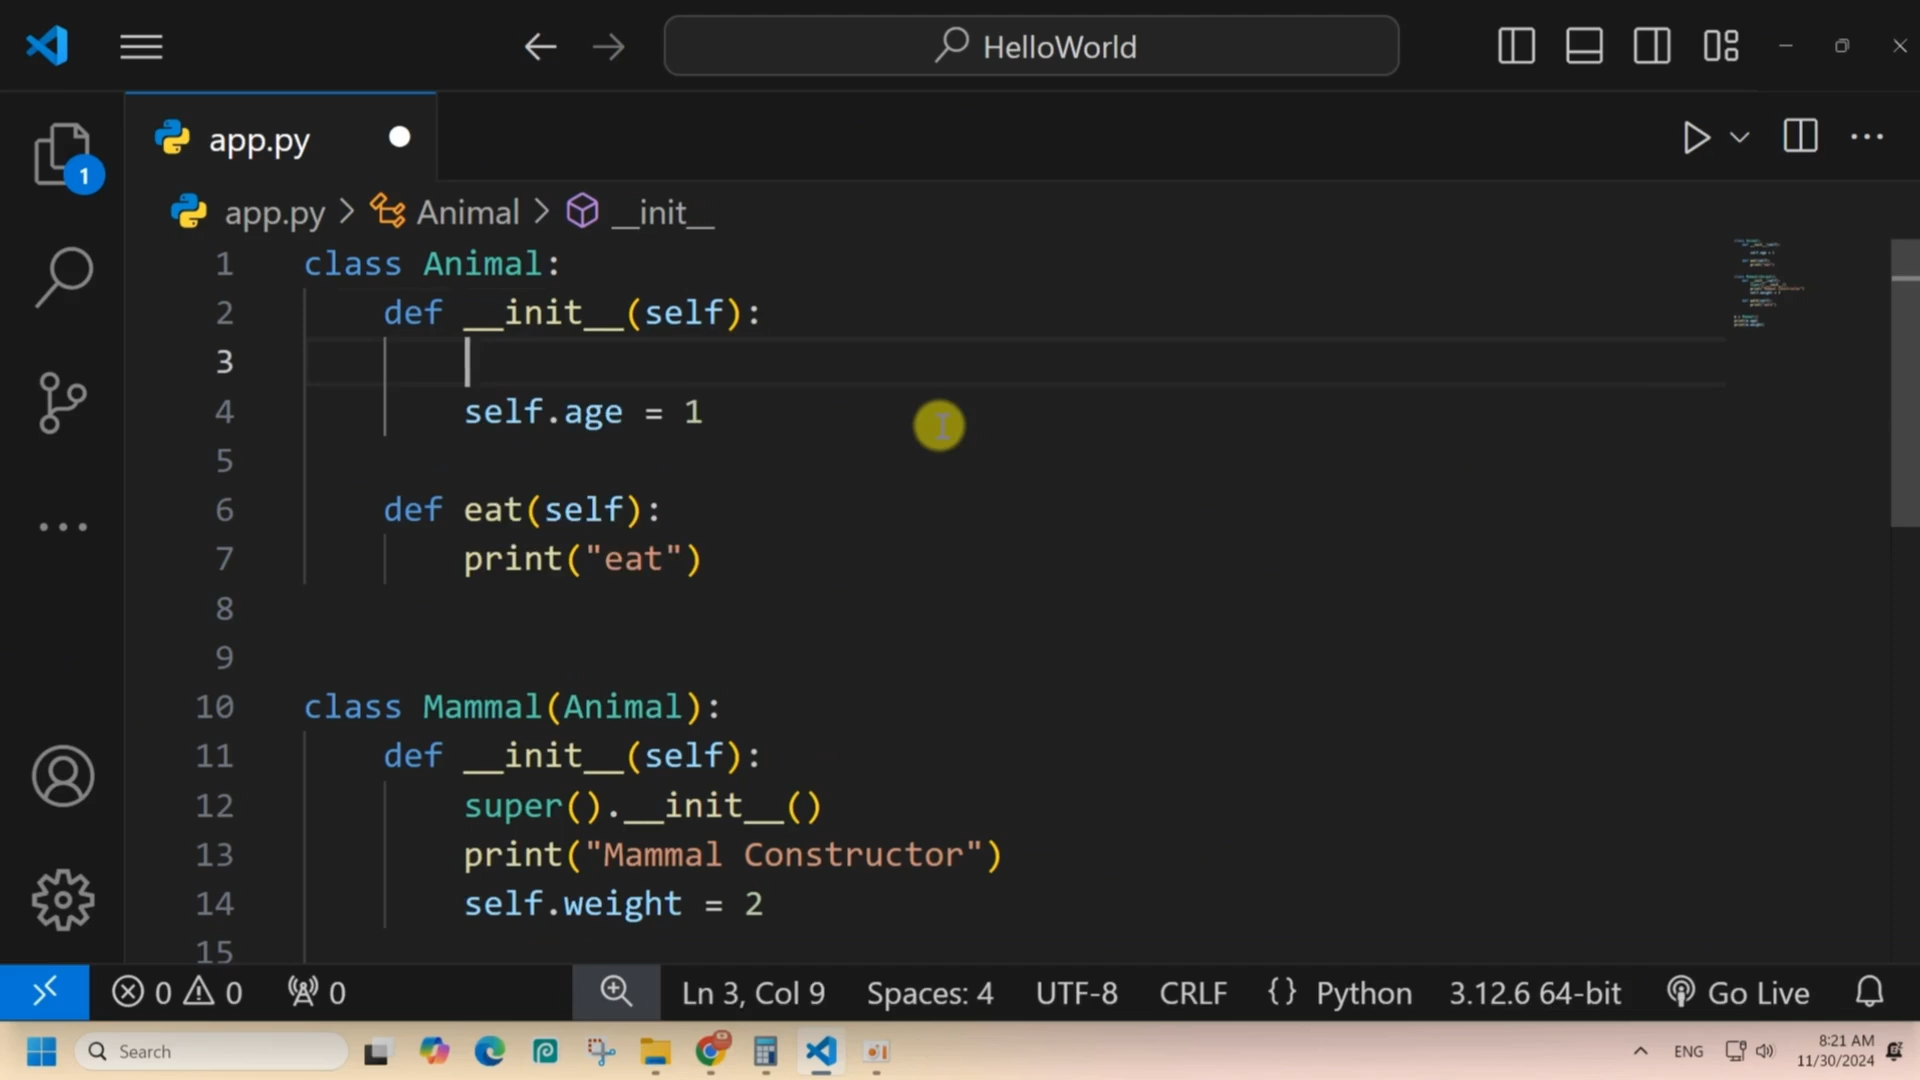 HelloWorld
app.py
1
app.py > Animal > __init__
1 class Animal:
2 def __init__(self):
3
4 self.age = 1
5
6 def eat(self):
7 print("eat")
8
9
10 class Mammal(Animal):
11 def __init__(self):
12 super().__init__()
13 print("Mammal Constructor")
14 self.weight = 2
15
0 0 0 Ln 3, Col 9 Spaces: 4 UTF-8 CRLF {} Python 3.12.6 64-bit Go Live
Search ENG 8:21 AM
11/30/2024